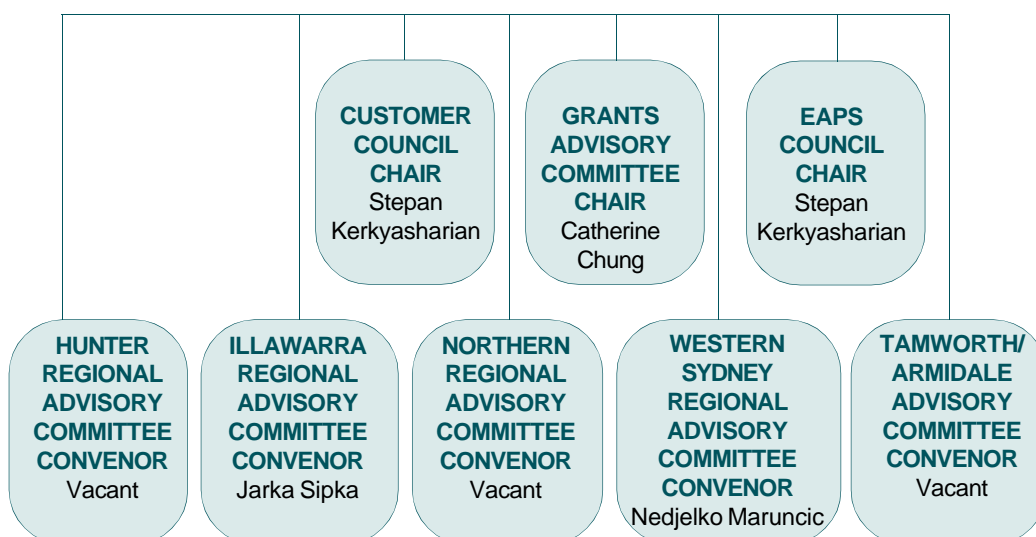 CUSTOMER
COUNCIL
CHAIR
Stepan
Kerkyasharian
GRANTS
ADVISORY
COMMITTEE
CHAIR
Catherine
Chung
EAPS
COUNCIL
CHAIR
Stepan
Kerkyasharian
HUNTER
REGIONAL
ADVISORY
COMMITTEE
CONVENOR
Vacant
ILLAWARRA
REGIONAL
ADVISORY
COMMITTEE
CONVENOR
Jarka Sipka
NORTHERN
REGIONAL
ADVISORY
COMMITTEE
CONVENOR
Vacant
WESTERN
SYDNEY
REGIONAL
ADVISORY
COMMITTEE
CONVENOR
Nedjelko Maruncic
TAMWORTH/
ARMIDALE
ADVISORY
COMMITTEE
CONVENOR
Vacant